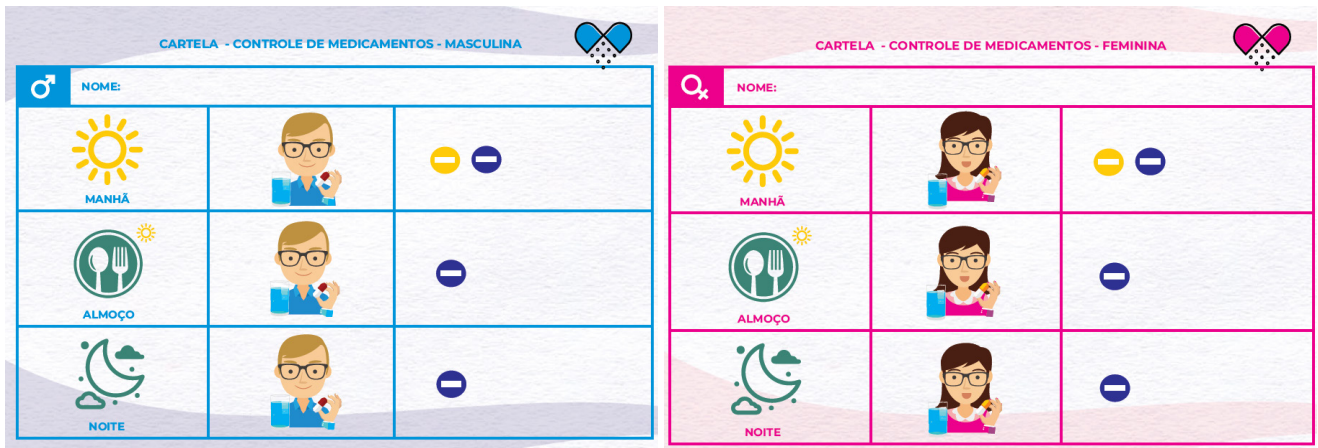 CARTELA - CONTROLE DE MEDICAMENTOS - MASCULINA
NOME:
MANHÃ
ALMOÇO
NOITE
CARTELA - CONTROLE DE MEDICAMENTOS - FEMININA
NOME:
MANHÃ
ALMOÇO
NOITE